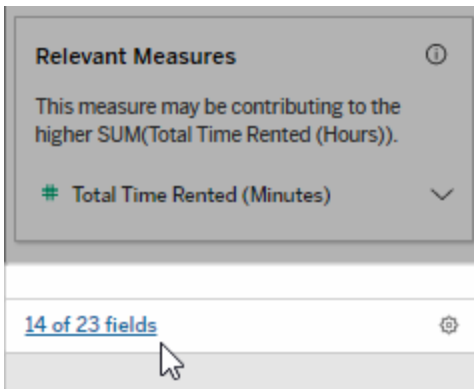 Relevant Measures
This measure may be contributing to the
higher SUM(Total Time Rented (Hours)).
# Total Time Rented (Minutes)
14 of 23 fields